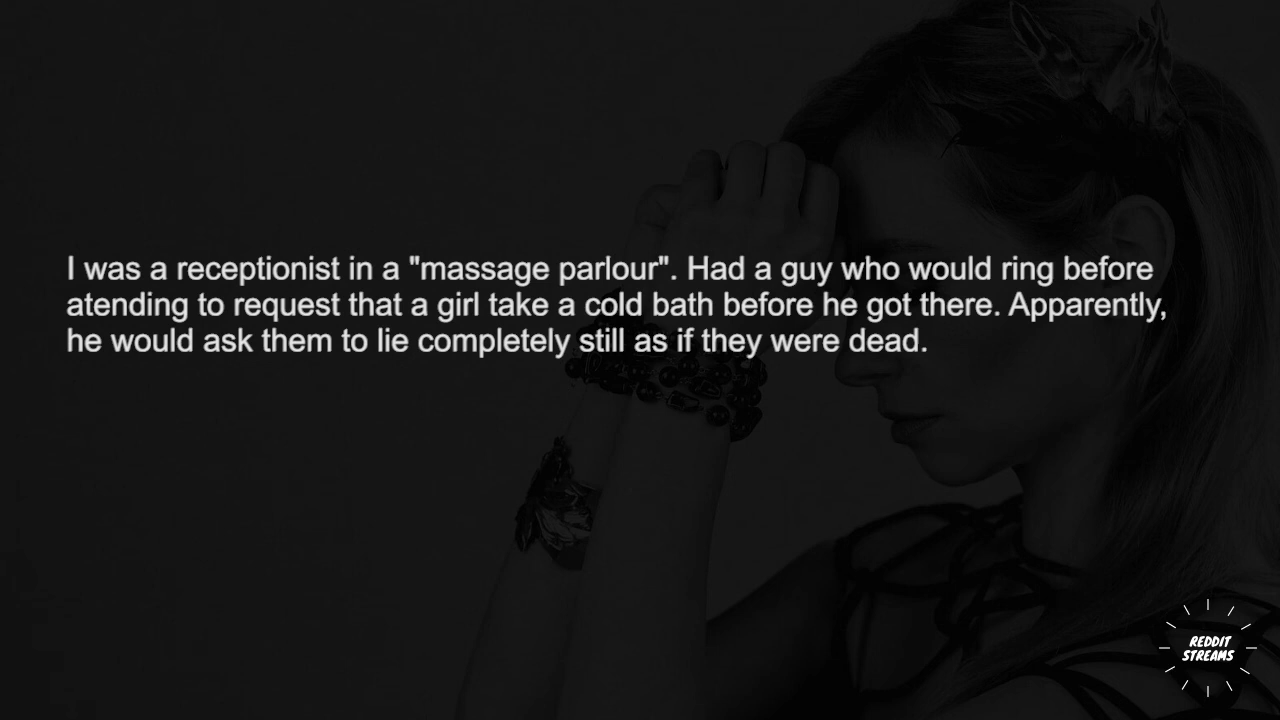 I was a receptionist in a "massage parlour". Had a guy who would ring before
atending to request that a girl take a cold bath before he got there. Apparently,
he would ask them to lie completely still as if they were dead.
REDDIT
STREAMS